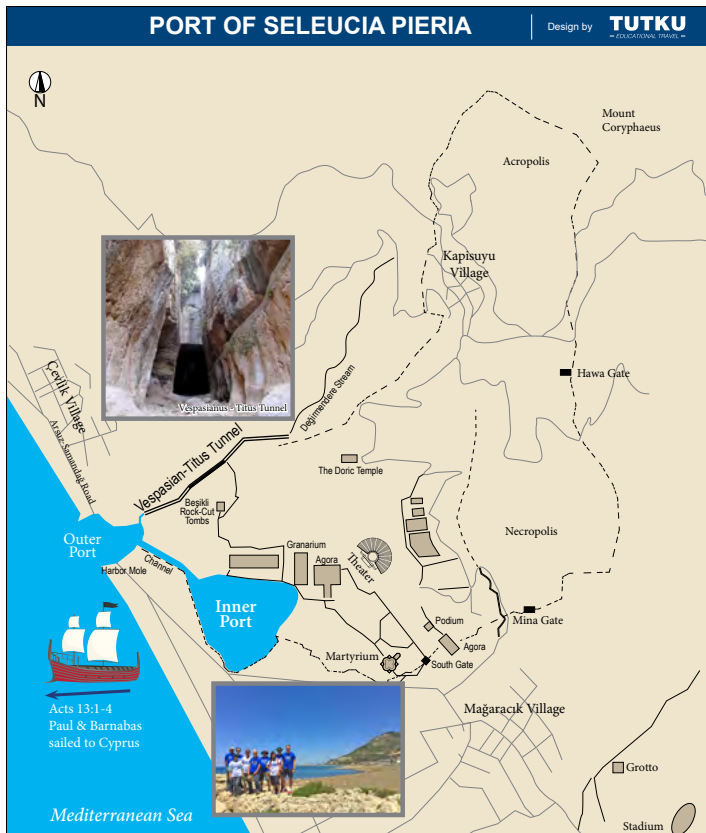 PORT OF SELEUCIA PIERIA
Design by
TUTKU
EDUCATIONAL TRAVEL
N
Mount
Coryphaeus
Acropolis
Kapisuyu
Village
Hawa Gate
Vespasianus - Titus Tunnel
Değirmendere Stream
Çevlik Village
Arsuz-Samandağ Road
Vespasian-Titus Tunnel
The Doric Temple
Beşikli
Rock-Cut
Tombs
Necropolis
Outer
Port
Harbor Mole
Channel
Granarium
Agora
Theater
Inner
Port
Podium
Mina Gate
Agora
Martyrium
South Gate
Acts 13:1-4
Paul & Barnabas
sailed to Cyprus
Mağaracık Village
Grotto
Mediterranean Sea
Stadium